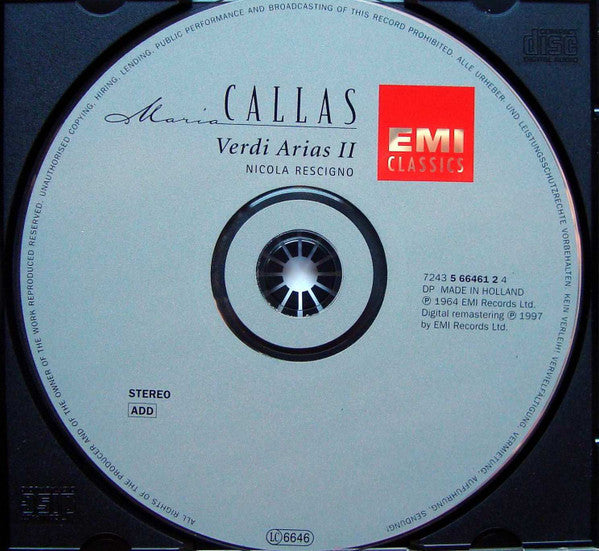 Maria CALLAS
Verdi Arias II
NICOLA RESCIGNO
EMI
CLASSICS
COMPACT
disc
DIGITAL AUDIO
7243 5 66461 2 4
DP MADE IN HOLLAND
℗ 1964 EMI Records Ltd.
Digital remastering ℗ 1997
by EMI Records Ltd.
STEREO
ADD
LC 6646
ALL RIGHTS OF THE PRODUCER AND OF THE OWNER OF THE WORK REPRODUCED RESERVED. UNAUTHORISED COPYING, HIRING, LENDING, PUBLIC PERFORMANCE AND BROADCASTING OF THIS RECORD PROHIBITED. ALLE URHEBER- UND LEISTUNGSSCHUTZRECHTE VORBEHALTEN. KEIN VERLEIH! VERVIELFÄLTIGUNG, VERMIETUNG, AUFFÜHRUNG, SENDUNG!